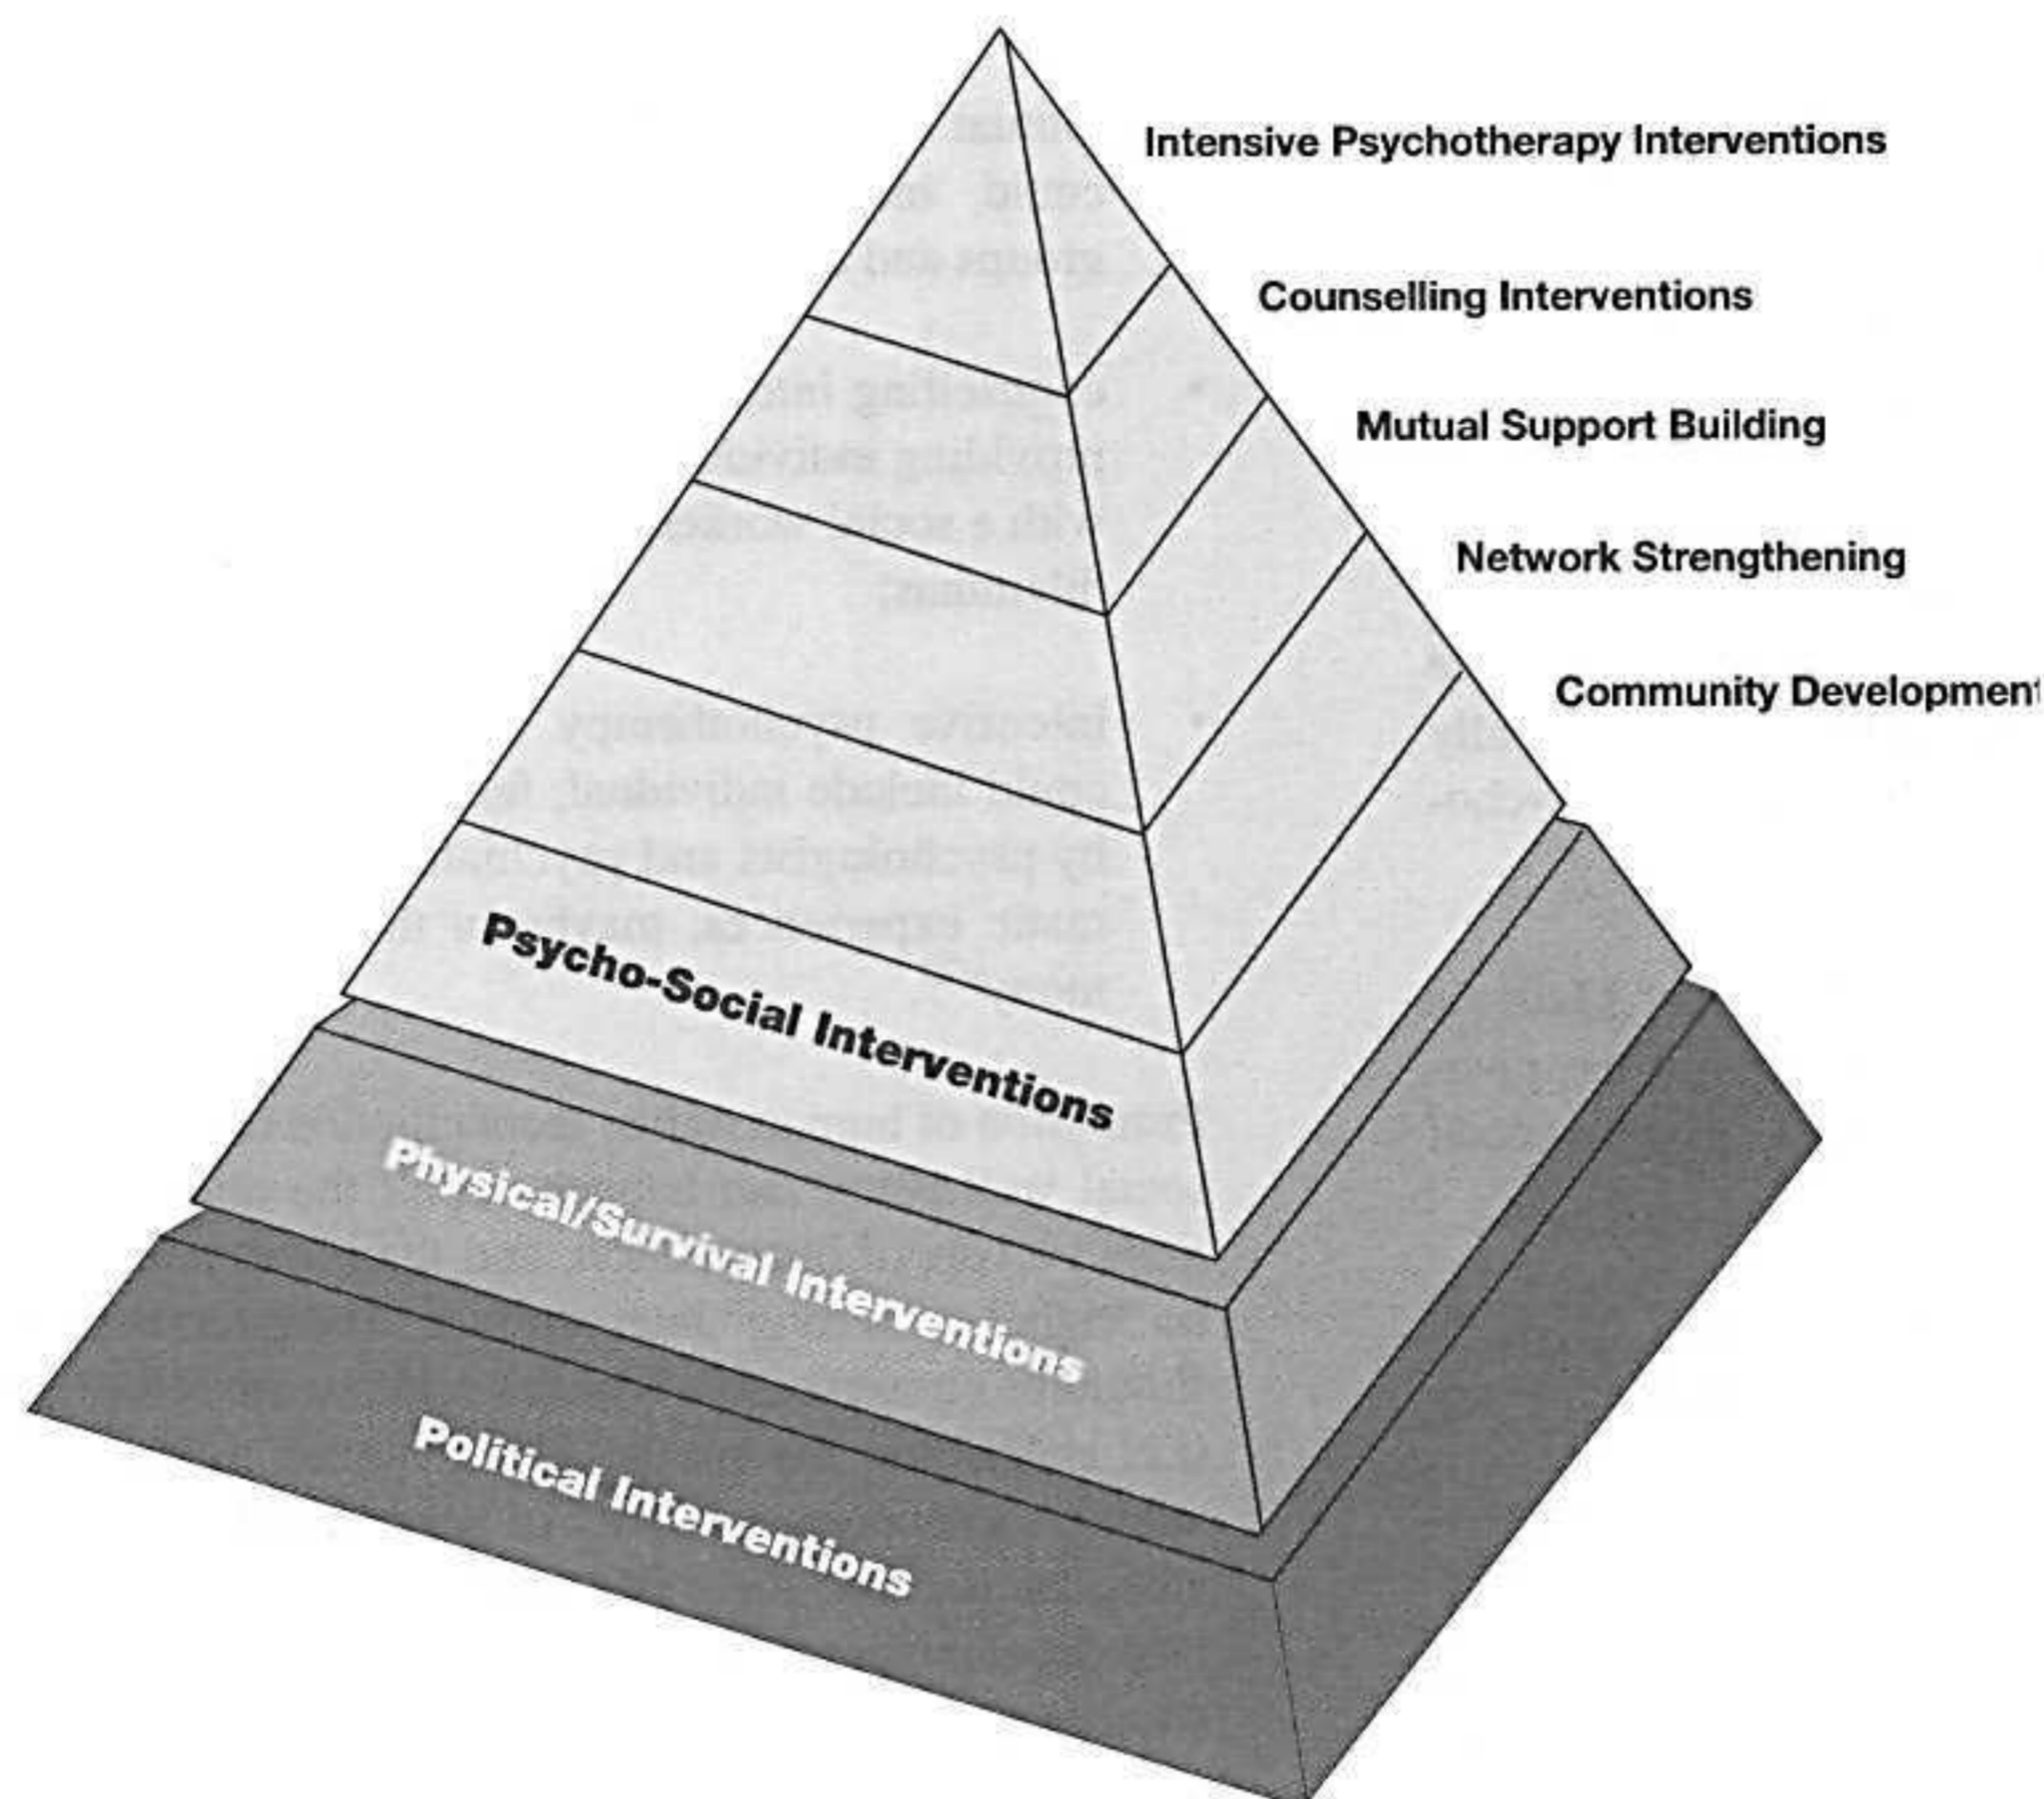 Intensive Psychotherapy Interventions
Counselling Interventions
Mutual Support Building
Network Strengthening
Community Development
Psycho-Social Interventions
Physical/Survival Interventions
Political Interventions